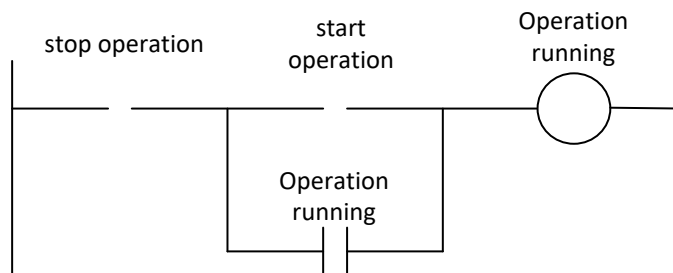 stop operation
start
operation
Operation
running
Operation
running